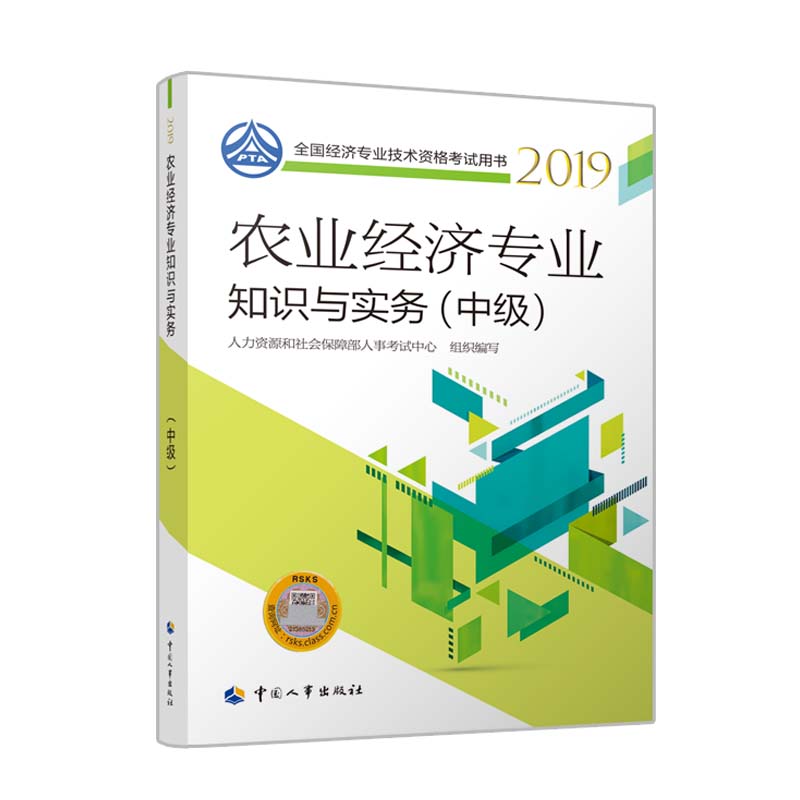 2019
农业经济专业知识与实务
(中级)
中国人事出版社
PTA
全国经济专业技术资格考试用书
2019
农业经济专业
知识与实务(中级)
人力资源和社会保障部人事考试中心 组织编写
RSKS
查询网址:rsks.class.com.cn
中国人事出版社